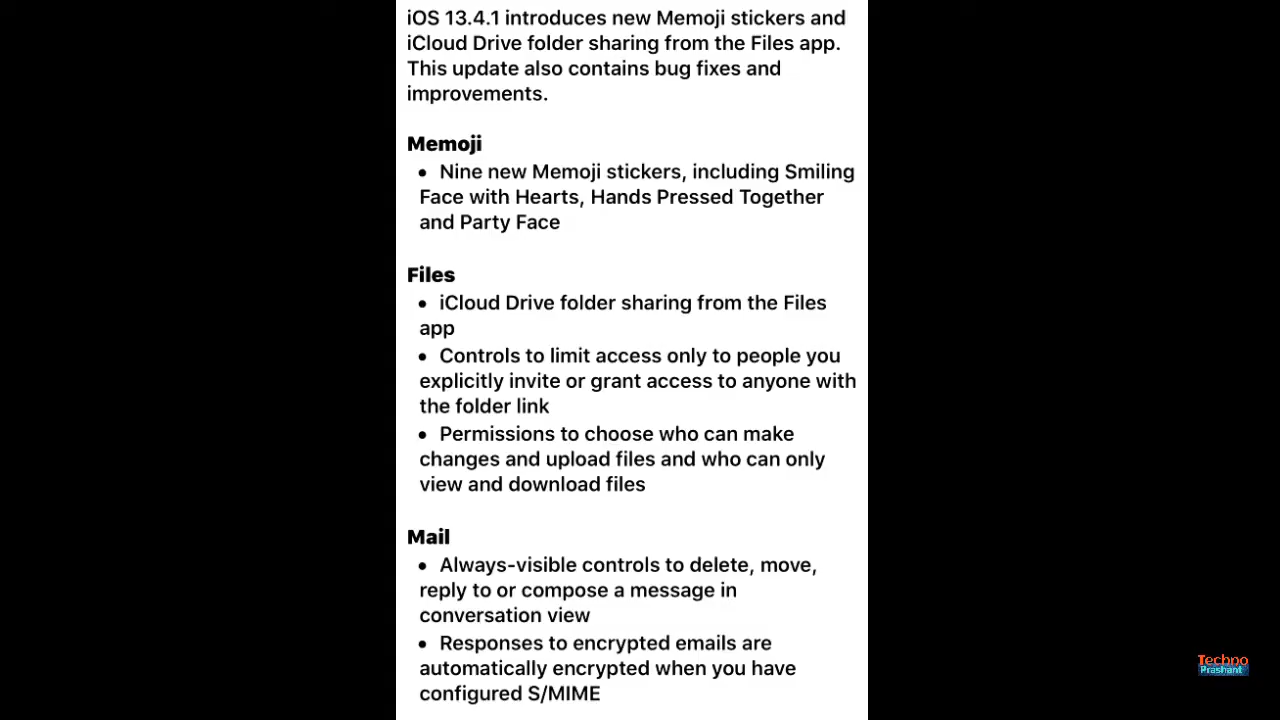 iOS 13.4.1 introduces new Memoji stickers and
iCloud Drive folder sharing from the Files app.
This update also contains bug fixes and
improvements.
Memoji
• Nine new Memoji stickers, including Smiling
Face with Hearts, Hands Pressed Together
and Party Face
Files
• iCloud Drive folder sharing from the Files
app
• Controls to limit access only to people you
explicitly invite or grant access to anyone with
the folder link
• Permissions to choose who can make
changes and upload files and who can only
view and download files
Mail
• Always-visible controls to delete, move,
reply to or compose a message in
conversation view
• Responses to encrypted emails are
automatically encrypted when you have
configured S/MIME
Techno
Prashant